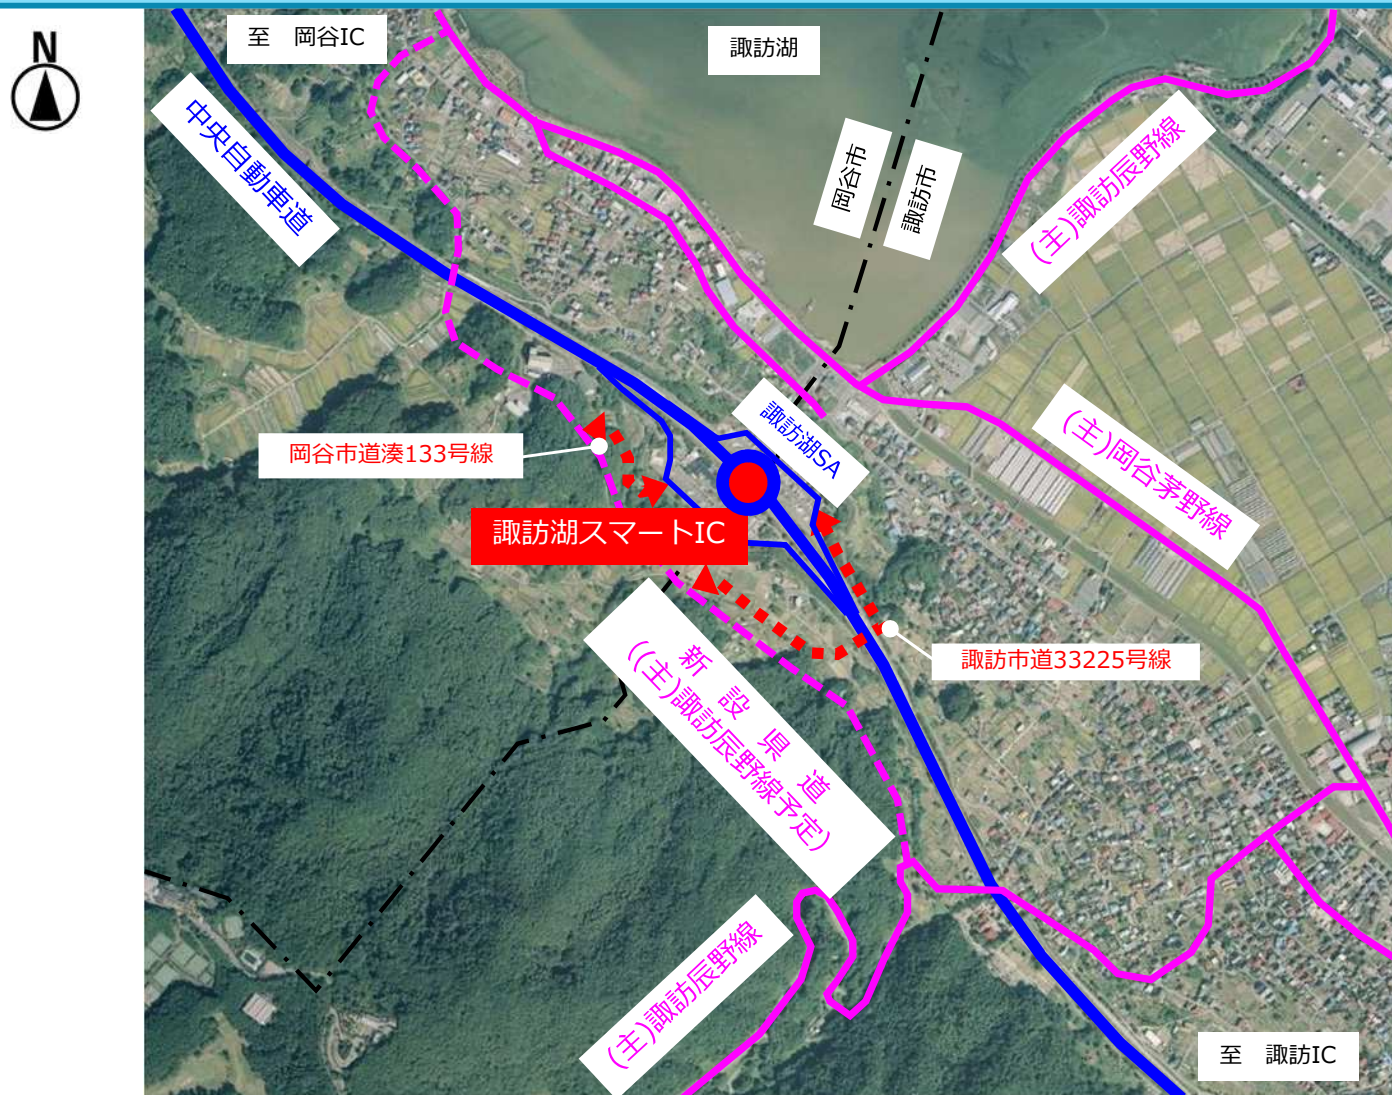 N
至　岡谷IC
諏訪湖
中央自動車道
岡谷市
諏訪市
(主)諏訪辰野線
諏訪湖SA
(主)岡谷茅野線
岡谷市道湊133号線
諏訪湖スマートIC
諏訪市道33225号線
新　設　県　道
((主)諏訪辰野線予定)
(主)諏訪辰野線
至　諏訪IC